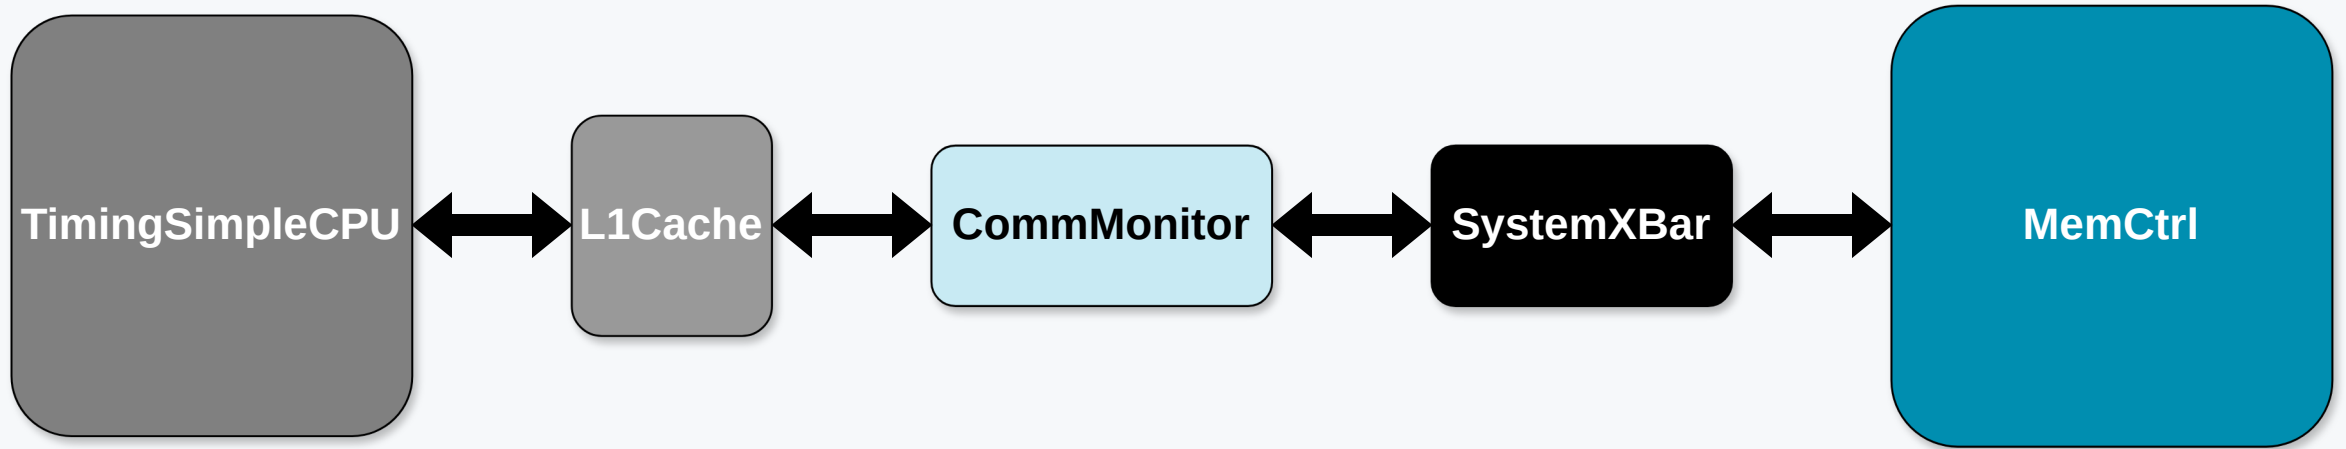 TimingSimpleCPU
L1Cache
CommMonitor
SystemXBar
MemCtrl